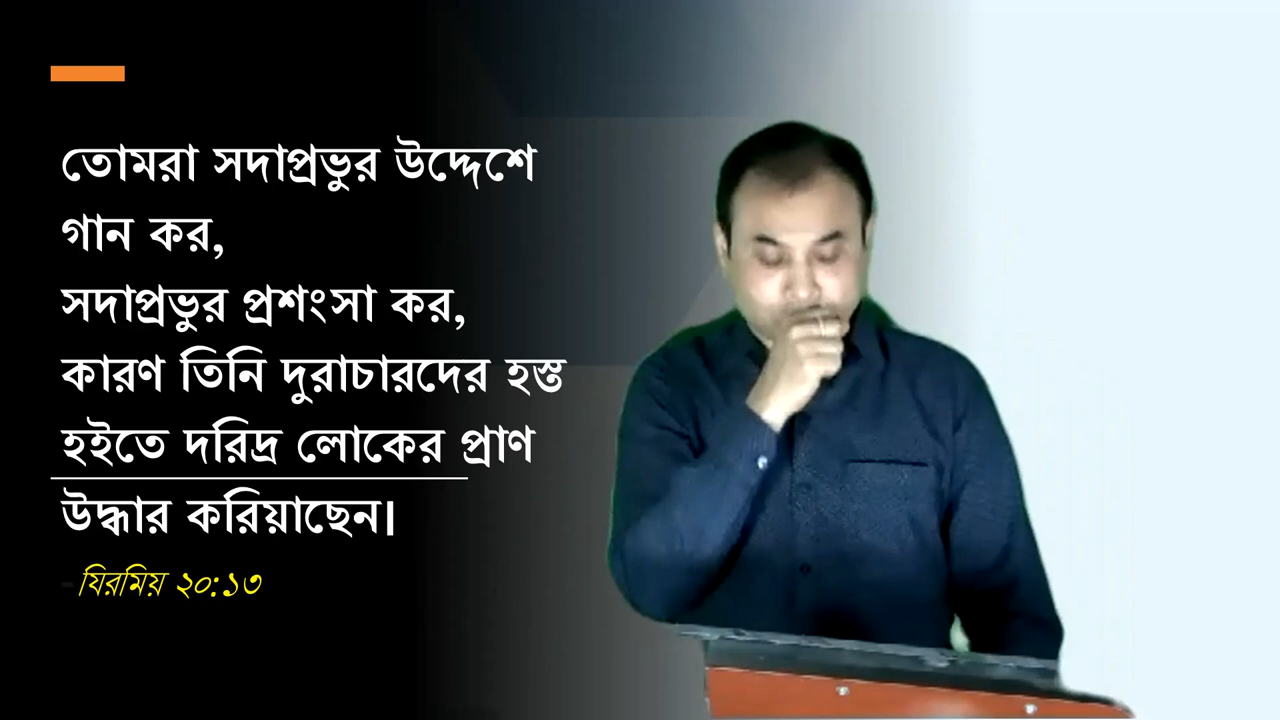 তোমরা সদাপ্রভুর উদ্দেশে
গান কর,
সদাপ্রভুর প্রশংসা কর,
কারণ তিনি দুরাচারদের হস্ত
হইতে দরিদ্র লোকের প্রাণ
উদ্ধার করিয়াছেন।
- যিরমিয় ২০:১৩